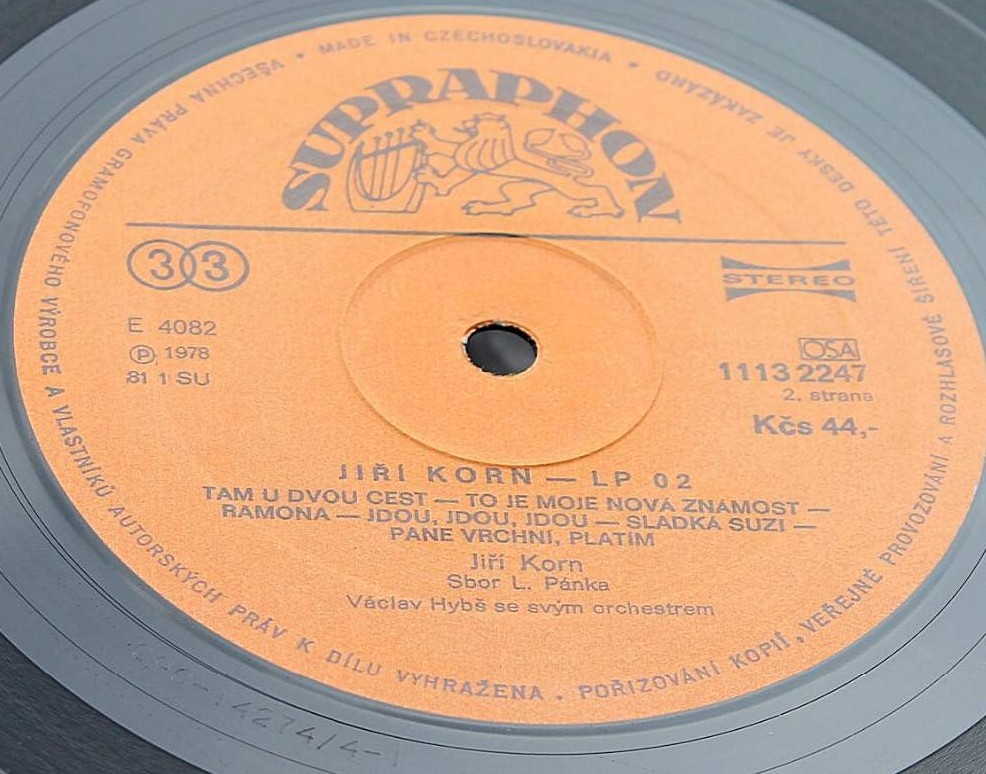 VŠECHNA PRÁVA GRAMOFONOVÉHO VÝROBCE A VLASTNÍKŮ AUTORSKÝCH PRÁV K DÍLU VYHRAŽENA . POŘIZOVÁNÍ KOPIÍ, VEŘEJNÉ PROVOZOVÁNÍ A ROZHLASOVÉ ŠÍŘENÍ TÉTO DESKY JE ZAKÁZÁNO • MADE IN CZECHOSLOVAKIA •
SUPRAPHON
33
STEREO
E 4082
Ⓟ 1978
81 1 SU
OSA
1113 2247
2. strana
Kčs 44,-
JIŘÍ KORN — LP 02
TAM U DVOU CEST — TO JE MOJE NOVÁ ZNÁMOST —
RAMONA — JDOU, JDOU, JDOU — SLADKÁ SUZI —
PANE VRCHNÍ, PLATÍM
Jiří Korn
Sbor L. Pánka
Václav Hybš se svým orchestrem